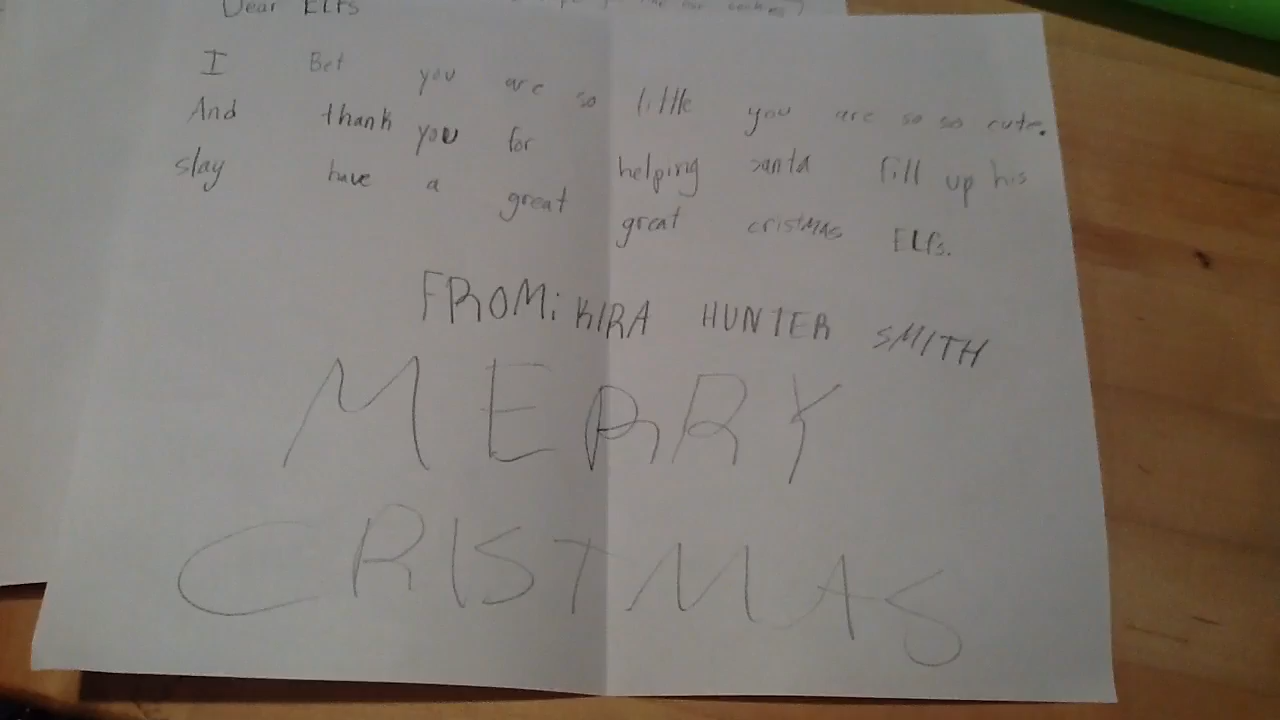 Dear ELFs
I Bet you are so little you are so so cute.
And thank you for helping santa fill up his
slay have a great great cristmas ELfs.
FROM: KIRA HUNTER SMITH
MERRY
CRISTMAS